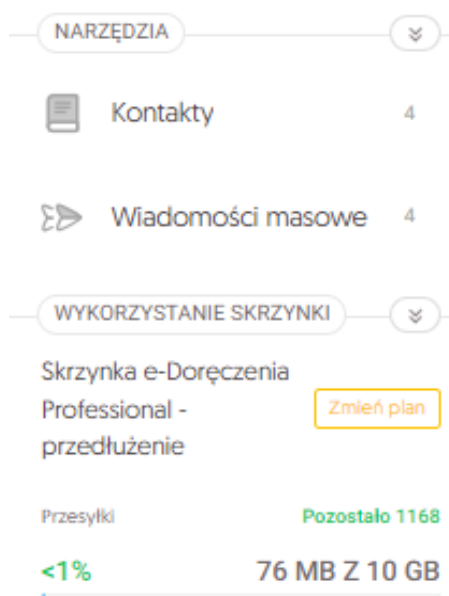 NARZĘDZIA
Kontakty 4
Wiadomości masowe 4
WYKORZYSTANIE SKRZYNKI
Skrzynka e-Doręczenia
Professional - Zmień plan
przedłużenie
Przesyłki Pozostało 1168
<1% 76 MB Z 10 GB